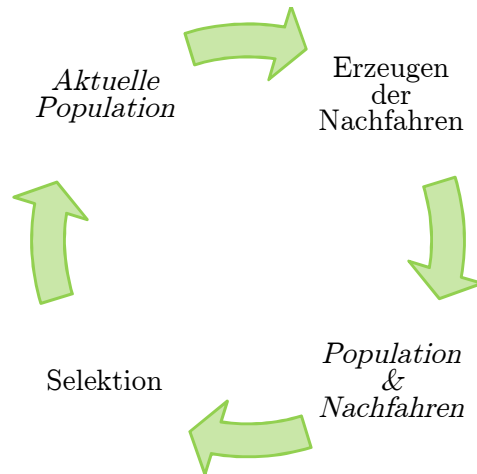 Aktuelle
Population
Erzeugen
der
Nachfahren
Population
&
Nachfahren
Selektion